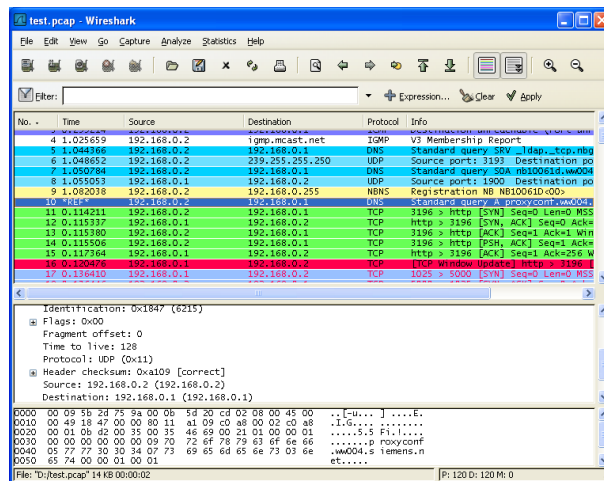 test.pcap - Wireshark
File Edit View Go Capture Analyze Statistics Help
Filter: Expression... Clear Apply
No. . Time Source Destination Protocol Info
4 1.025659 192.168.0.2 igmp.mcast.net IGMP V3 Membership Report
5 1.044366 192.168.0.2 192.168.0.1 DNS Standard query SRV _ldap._tcp.nbg
6 1.048652 192.168.0.2 239.255.255.250 UDP Source port: 3193 Destination po
7 1.050784 192.168.0.2 192.168.0.1 DNS Standard query SOA nb10061d.ww004
8 1.055053 192.168.0.2 192.168.0.1 UDP Source port: 1900 Destination po
9 1.082038 192.168.0.2 192.168.0.255 NBNS Registration NB NB10061D<00>
10 *REF* 192.168.0.2 192.168.0.1 DNS Standard query A proxyconf.ww004.
11 0.114211 192.168.0.2 192.168.0.1 TCP 3196 > http [SYN] Seq=0 Len=0 MSS
12 0.115337 192.168.0.1 192.168.0.2 TCP http > 3196 [SYN, ACK] Seq=0 Ack=
13 0.115380 192.168.0.2 192.168.0.1 TCP 3196 > http [ACK] Seq=1 Ack=1 Win
14 0.115506 192.168.0.2 192.168.0.1 TCP 3196 > http [PSH, ACK] Seq=1 Ack=
15 0.117364 192.168.0.1 192.168.0.2 TCP http > 3196 [ACK] Seq=1 Ack=256 W
16 0.120476 192.168.0.1 192.168.0.2 TCP [TCP Window Update] http > 3196 [
17 0.136410 192.168.0.1 192.168.0.2 TCP 1025 > 5000 [SYN] Seq=0 Len=0 MSS
Identification: 0x1847 (6215)
Flags: 0x00
Fragment offset: 0
Time to live: 128
Protocol: UDP (0x11)
Header checksum: 0xa109 [correct]
Source: 192.168.0.2 (192.168.0.2)
Destination: 192.168.0.1 (192.168.0.1)
0000 00 09 5b 2d 75 9a 00 0b 5d 20 cd 02 08 00 45 00 ..[-u... ] ....E.
0010 00 49 18 47 00 00 80 11 a1 09 c0 a8 00 02 c0 a8 .I.G.... ........
0020 00 01 0b d2 00 35 00 35 46 69 00 21 01 00 00 01 .....5.5 Fi.!....
0030 00 00 00 00 00 00 09 70 72 6f 78 79 63 6f 6e 66 .......p roxyconf
0040 05 77 77 30 30 34 07 73 69 65 6d 65 6e 73 03 6e .ww004.s iemens.n
0050 65 74 00 00 01 00 01 et.....
File: "D:/test.pcap" 14 KB 00:00:02 P: 120 D: 120 M: 0